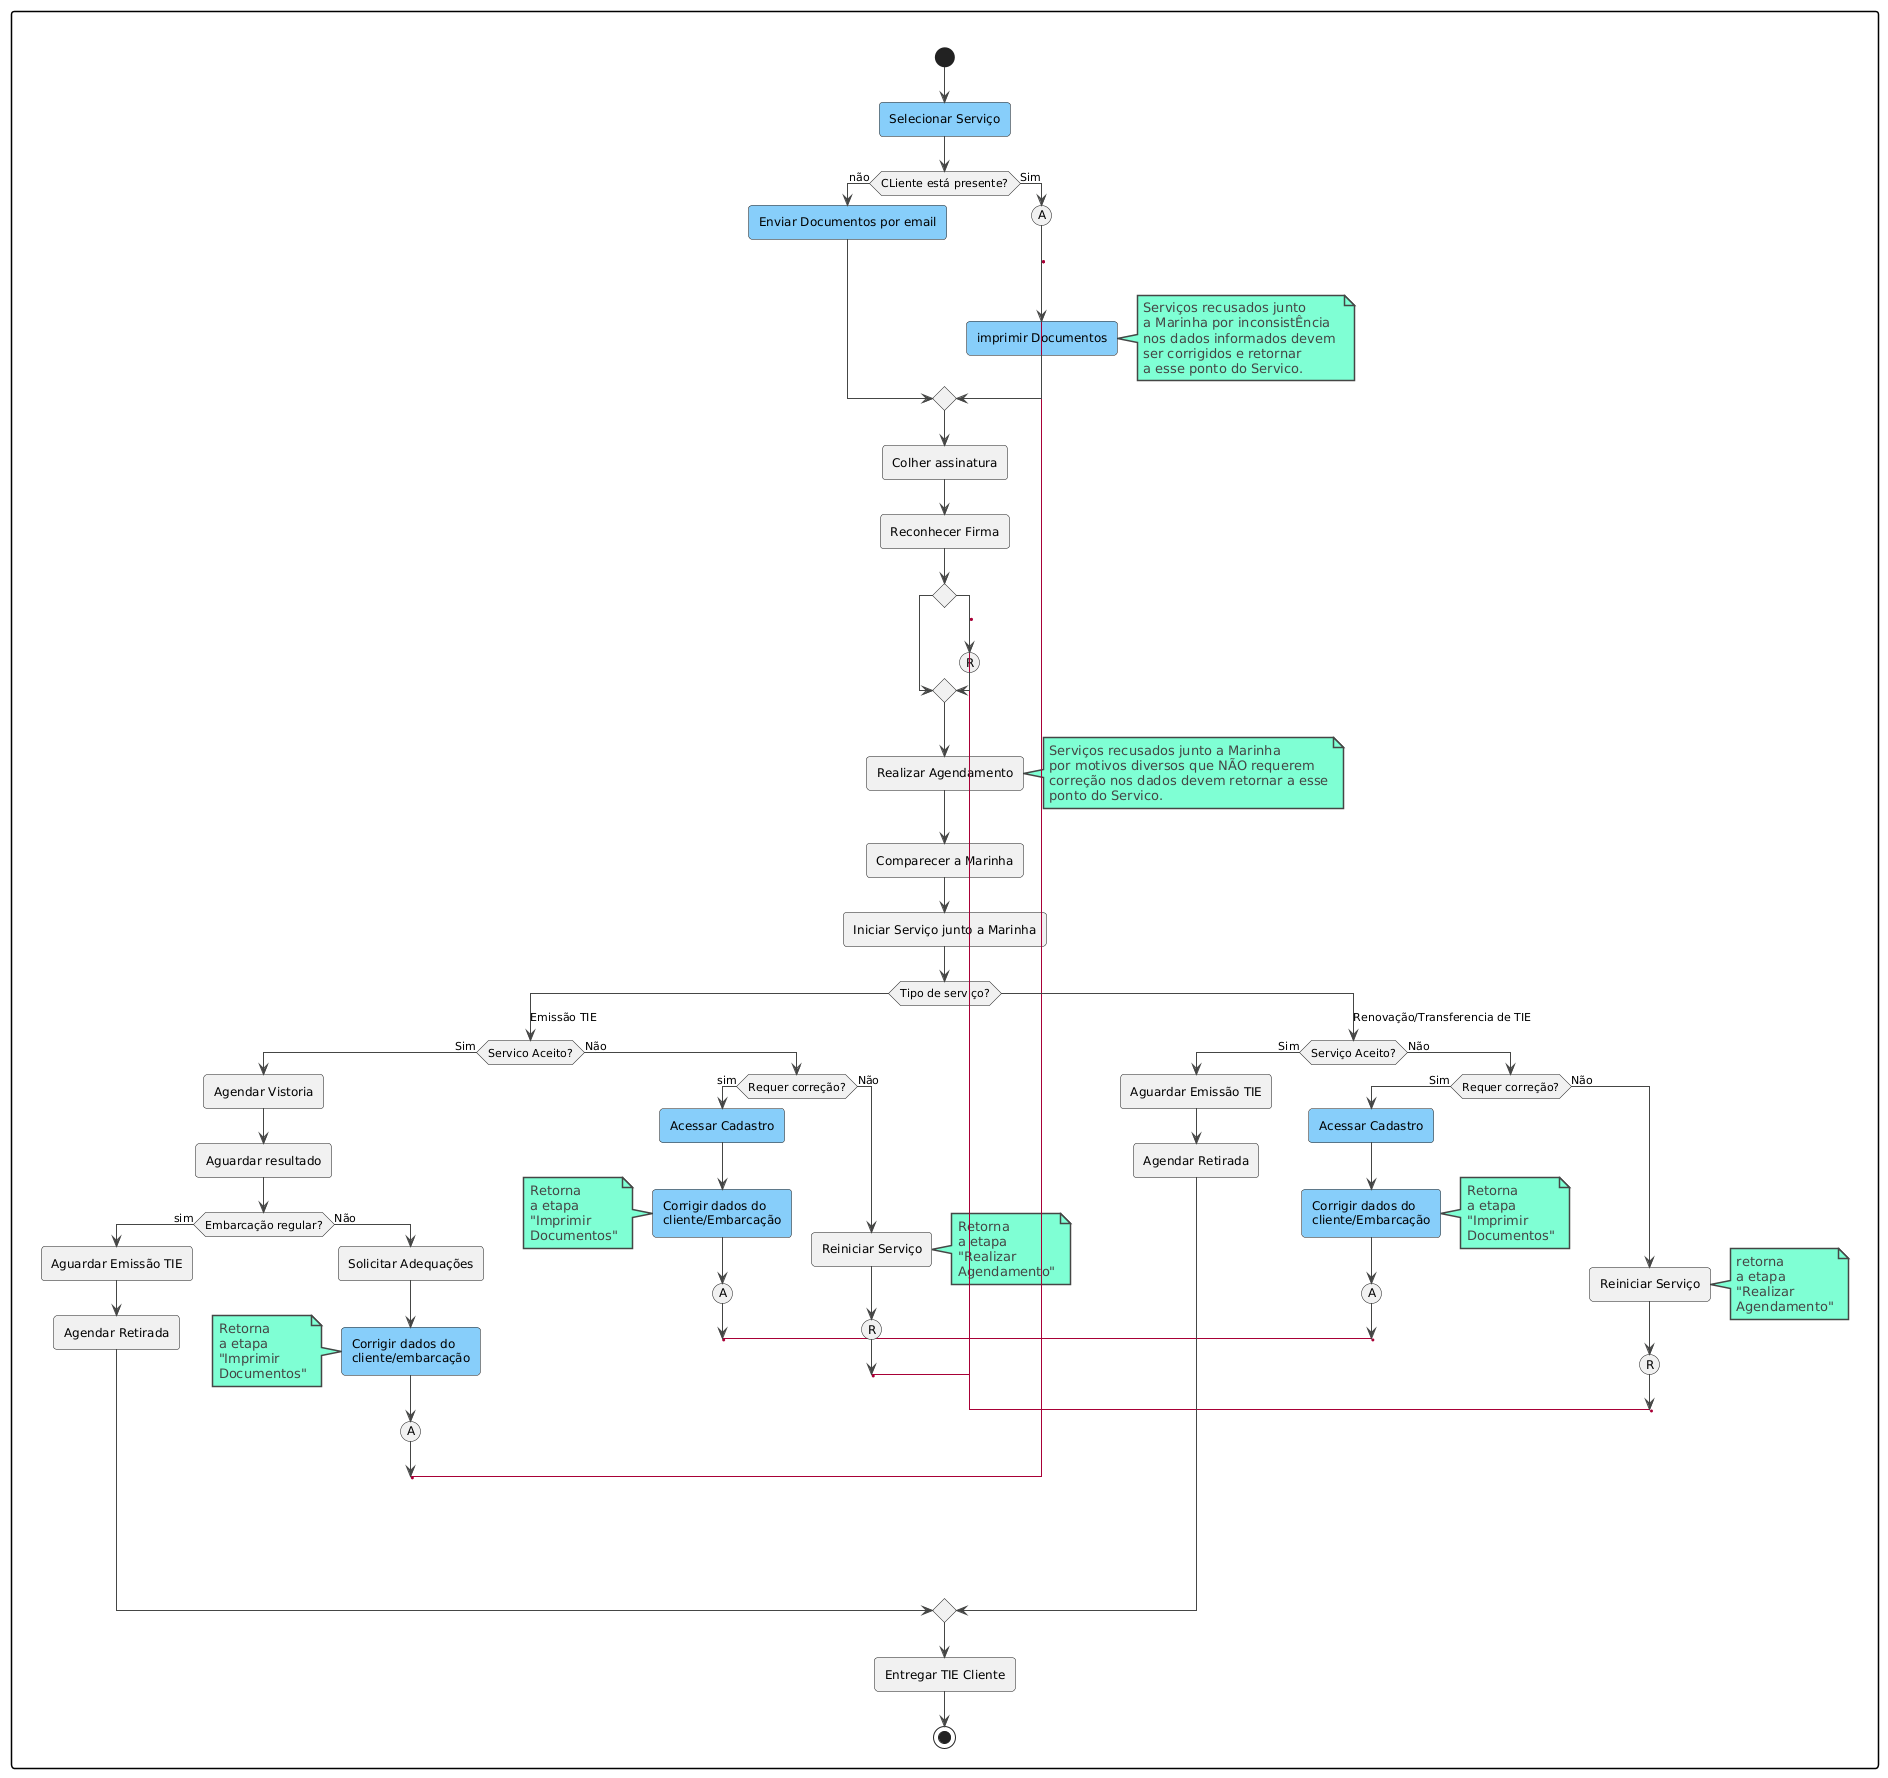 Selecionar Serviço
CLiente está presente?
não
Sim
Enviar Documentos por email
A
imprimir Documentos
Serviços recusados junto
a Marinha por inconsistÊncia
nos dados informados devem
ser corrigidos e retornar
a esse ponto do Servico.
Colher assinatura
Reconhecer Firma
R
Realizar Agendamento
Serviços recusados junto a Marinha
por motivos diversos que NÃO requerem
correção nos dados devem retornar a esse
ponto do Servico.
Comparecer a Marinha
Iniciar Serviço junto a Marinha
Tipo de serviço?
Emissão TIE
Servico Aceito?
Sim
Não
Agendar Vistoria
Aguardar resultado
Embarcação regular?
sim
Não
Aguardar Emissão TIE
Agendar Retirada
Solicitar Adequações
Corrigir dados do
cliente/embarcação
Retorna
a etapa
"Imprimir
Documentos"
A
Requer correção?
sim
Não
Acessar Cadastro
Corrigir dados do
cliente/Embarcação
Retorna
a etapa
"Imprimir
Documentos"
A
Reiniciar Serviço
Retorna
a etapa
"Realizar
Agendamento"
R
Renovação/Transferencia de TIE
Serviço Aceito?
Sim
Não
Aguardar Emissão TIE
Agendar Retirada
Requer correção?
Sim
Não
Acessar Cadastro
Corrigir dados do
cliente/Embarcação
Retorna
a etapa
"Imprimir
Documentos"
A
Reiniciar Serviço
retorna
a etapa
"Realizar
Agendamento"
R
Entregar TIE Cliente